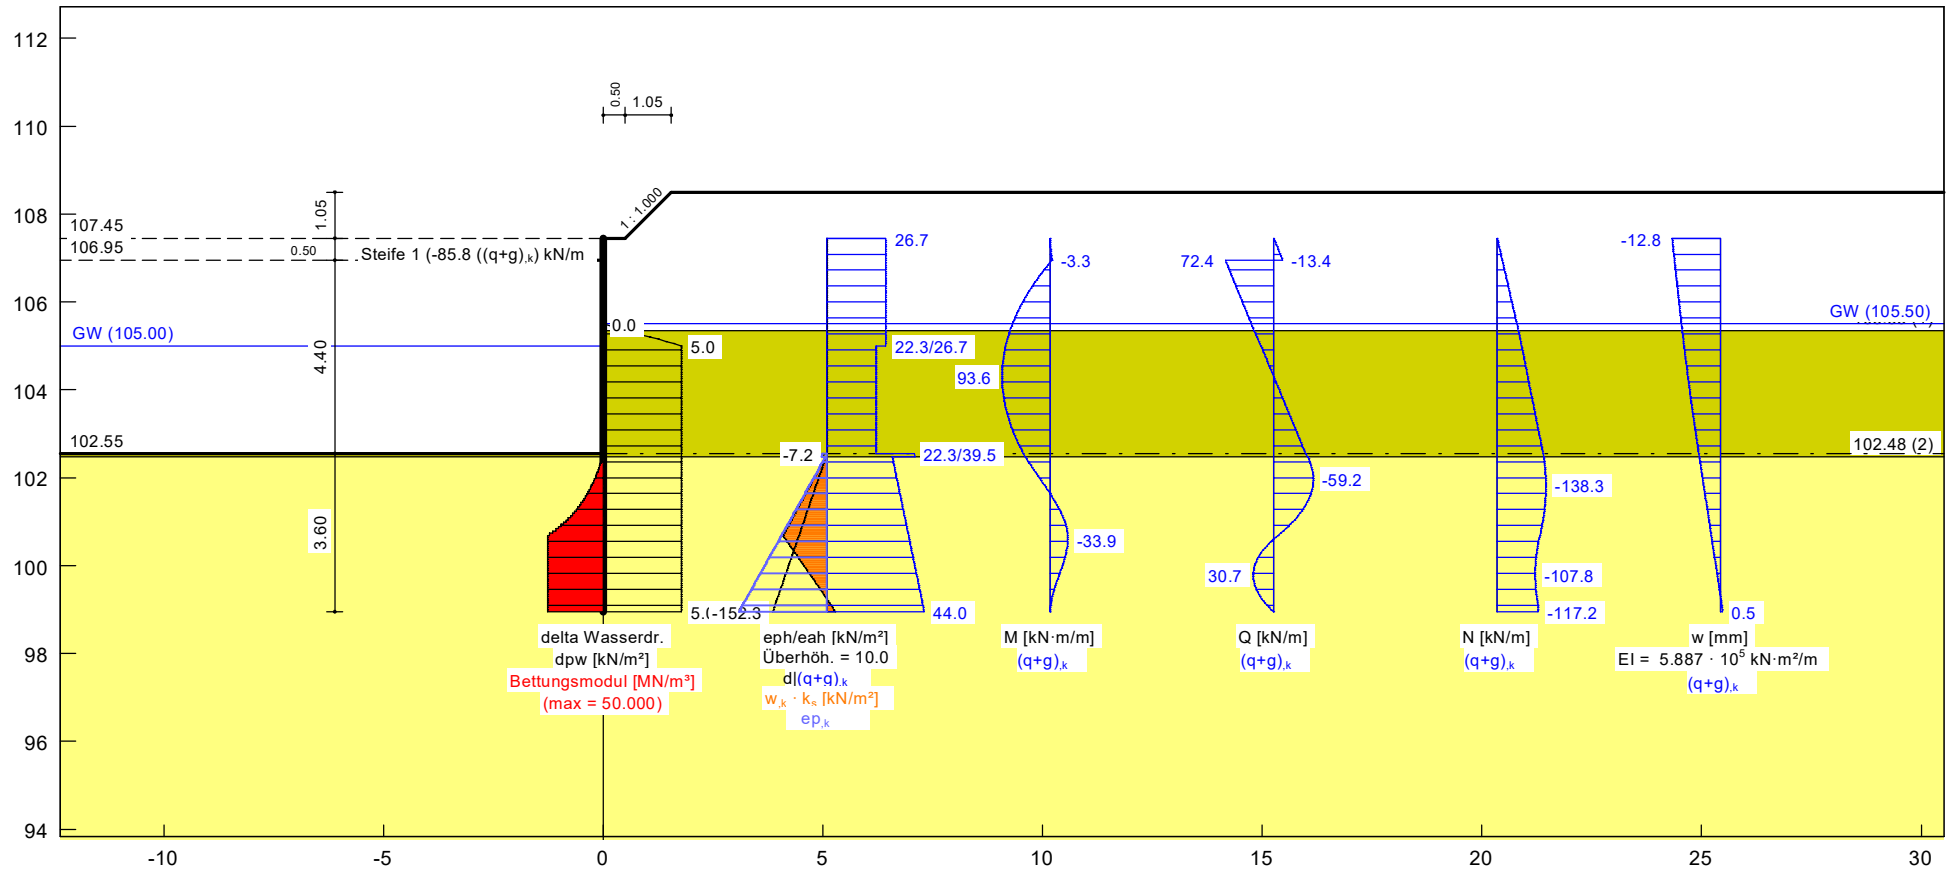 112
110
108
106
104
102
100
98
96
94
-10
-5
0
5
10
15
20
25
30
0.50
1.05
1.05
0.50
4.40
3.60
1 : 1.000
107.45
106.95
Steife 1 (-85.8 ((q+g),k) kN/m
GW (105.00)
GW (105.50)
102.55
102.48 (2)
0.0
5.0
26.7
22.3/26.7
-7.2
22.3/39.5
-152.3
44.0
-3.3
93.6
-33.9
72.4
-13.4
-59.2
30.7
-138.3
-107.8
-117.2
-12.8
0.5
delta Wasserdr.
dpw [kN/m²]
Bettungsmodul [MN/m³]
(max = 50.000)
eph/eah [kN/m²]
Überhöh. = 10.0
(q+g),k
w,k · ks [kN/m²]
ep,k
M [kN·m/m]
(q+g),k
Q [kN/m]
(q+g),k
N [kN/m]
(q+g),k
w [mm]
EI = 5.887 · 10⁵ kN·m²/m
(q+g),k